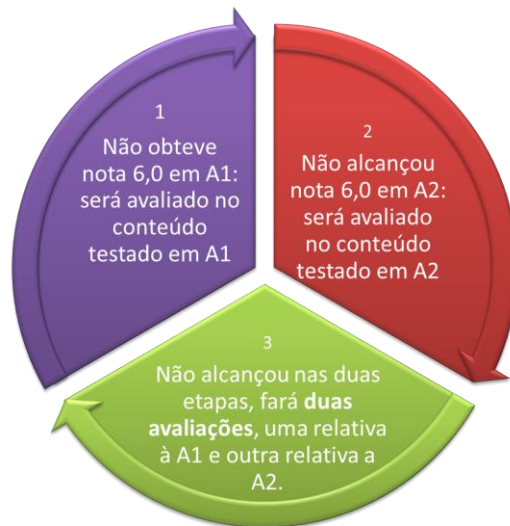 1
Não obteve
nota 6,0 em A1:
será avaliado no
conteúdo
testado em A1
2
Não alcançou
nota 6,0 em A2:
será avaliado
no conteúdo
testado em A2
3
Não alcançou nas duas
etapas, fará duas
avaliações, uma relativa
à A1 e outra relativa a
A2.